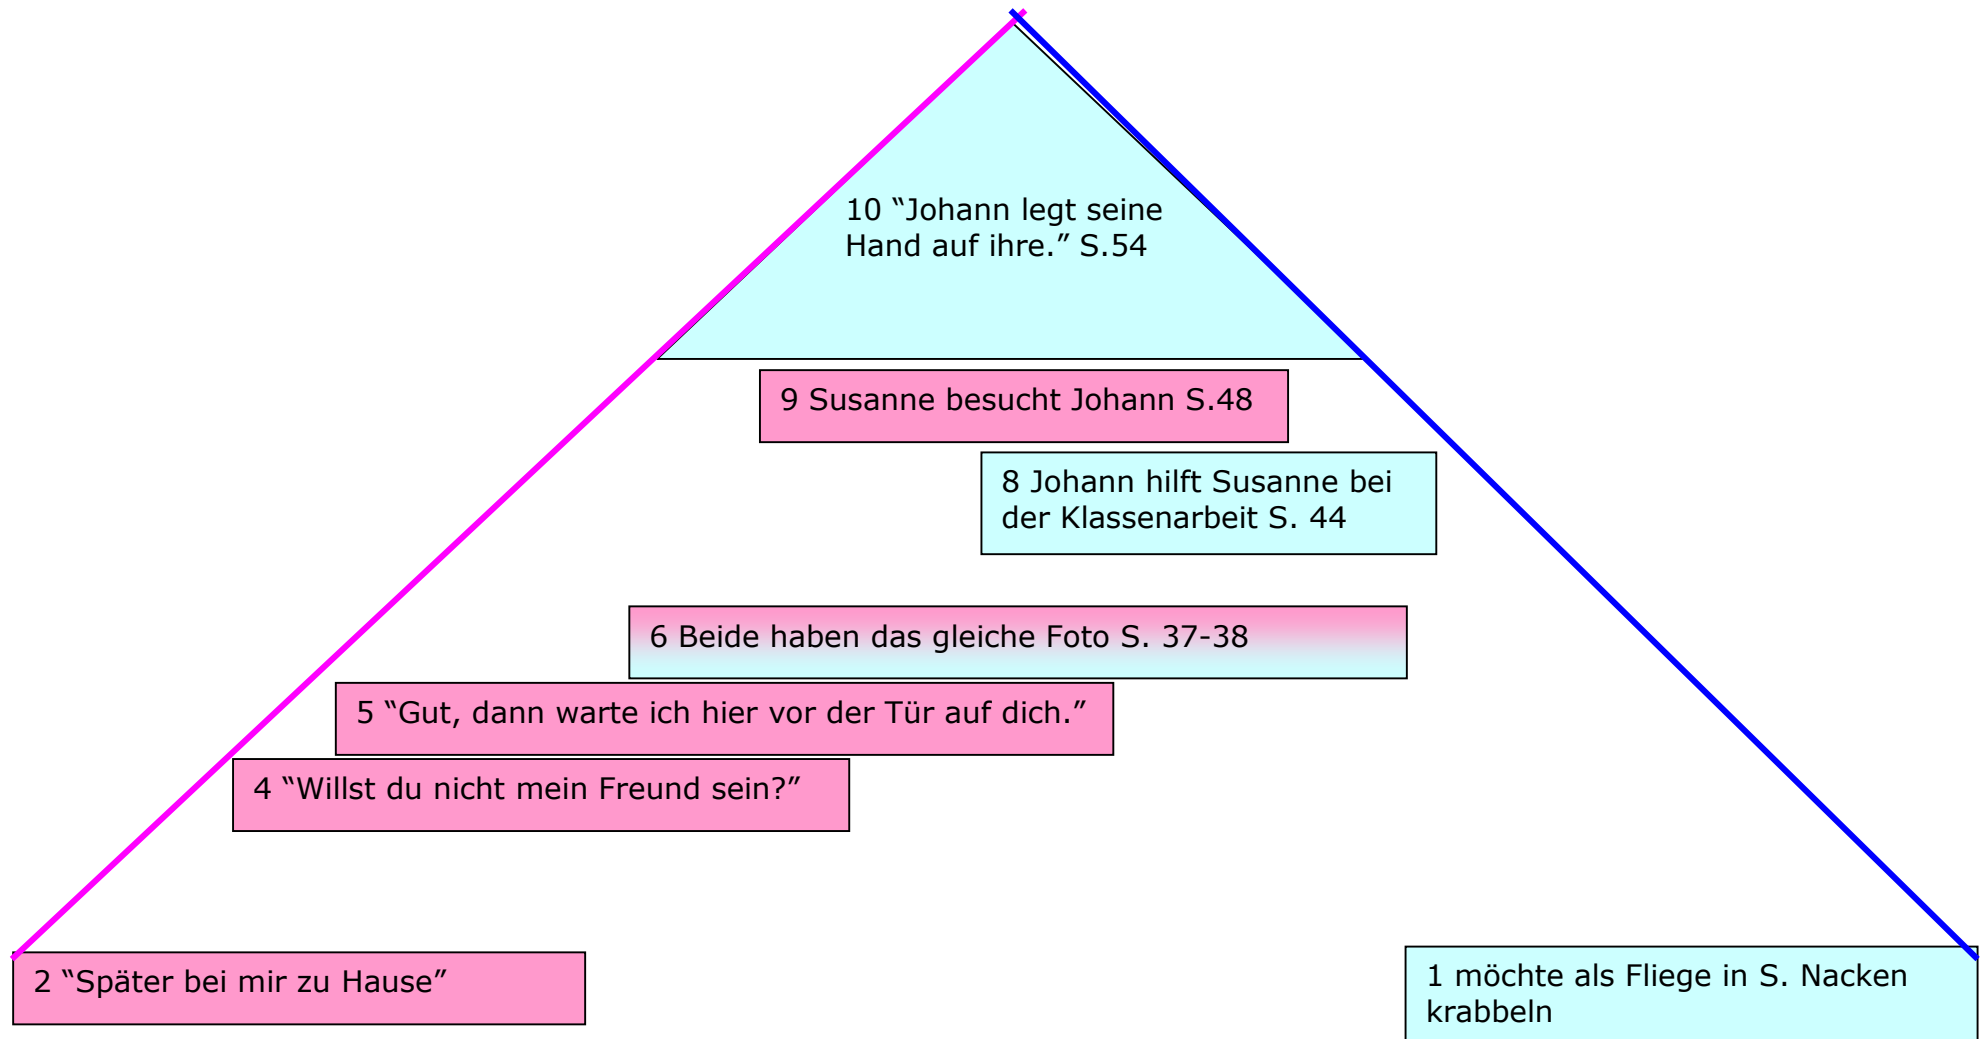 10 “Johann legt seine
Hand auf ihre.” S.54
9 Susanne besucht Johann S.48
8 Johann hilft Susanne bei
der Klassenarbeit S. 44
6 Beide haben das gleiche Foto S. 37-38
5 “Gut, dann warte ich hier vor der Tür auf dich.”
4 “Willst du nicht mein Freund sein?”
2 “Später bei mir zu Hause”
1 möchte als Fliege in S. Nacken
krabbeln